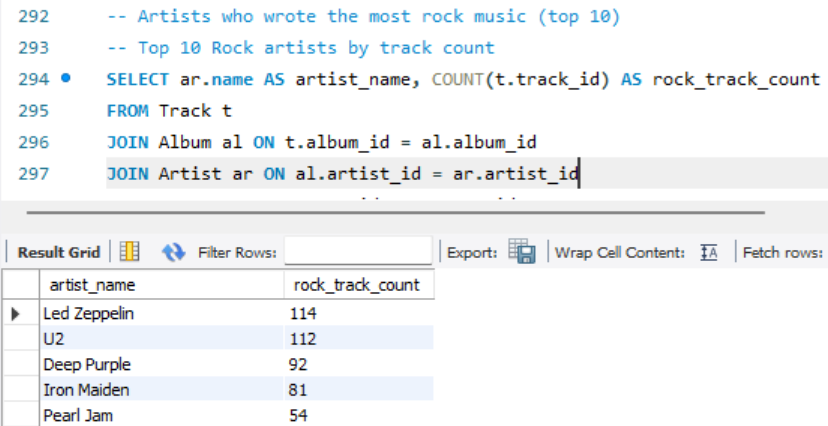 292 -- Artists who wrote the most rock music (top 10)
293 -- Top 10 Rock artists by track count
294 SELECT ar.name AS artist_name, COUNT(t.track_id) AS rock_track_count
295 FROM Track t
296 JOIN Album al ON t.album_id = al.album_id
297 JOIN Artist ar ON al.artist_id = ar.artist_id
Result Grid Filter Rows: Export: Wrap Cell Content: Fetch rows:
artist_name rock_track_count
Led Zeppelin 114
U2 112
Deep Purple 92
Iron Maiden 81
Pearl Jam 54